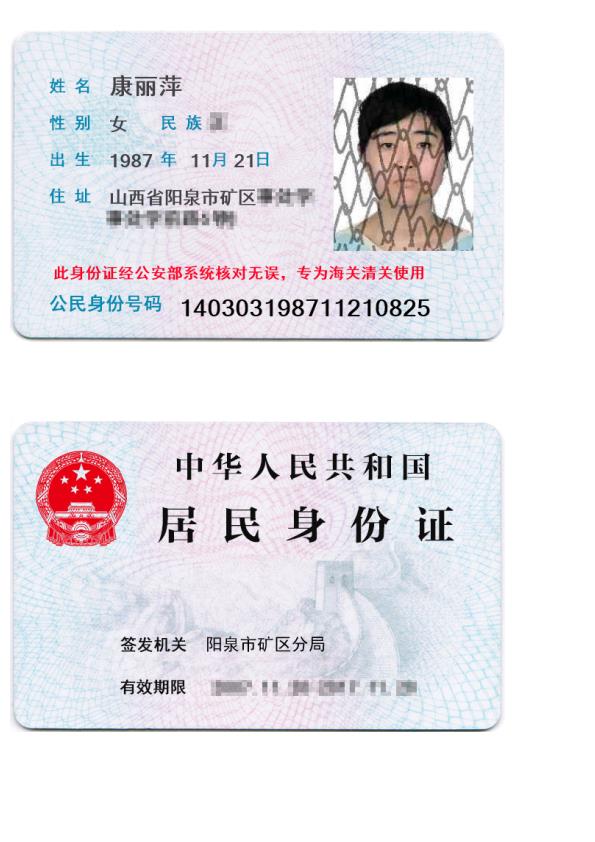 姓 名 康丽萍
性 别 女 民 族
出 生 1987 年 11月 21日
住 址 山西省阳泉市矿区
此身份证经公安部系统核对无误，专为海关清关使用
公民身份号码 140303198711210825
中华人民共和国
居民身份证
签发机关 阳泉市矿区分局
有效期限